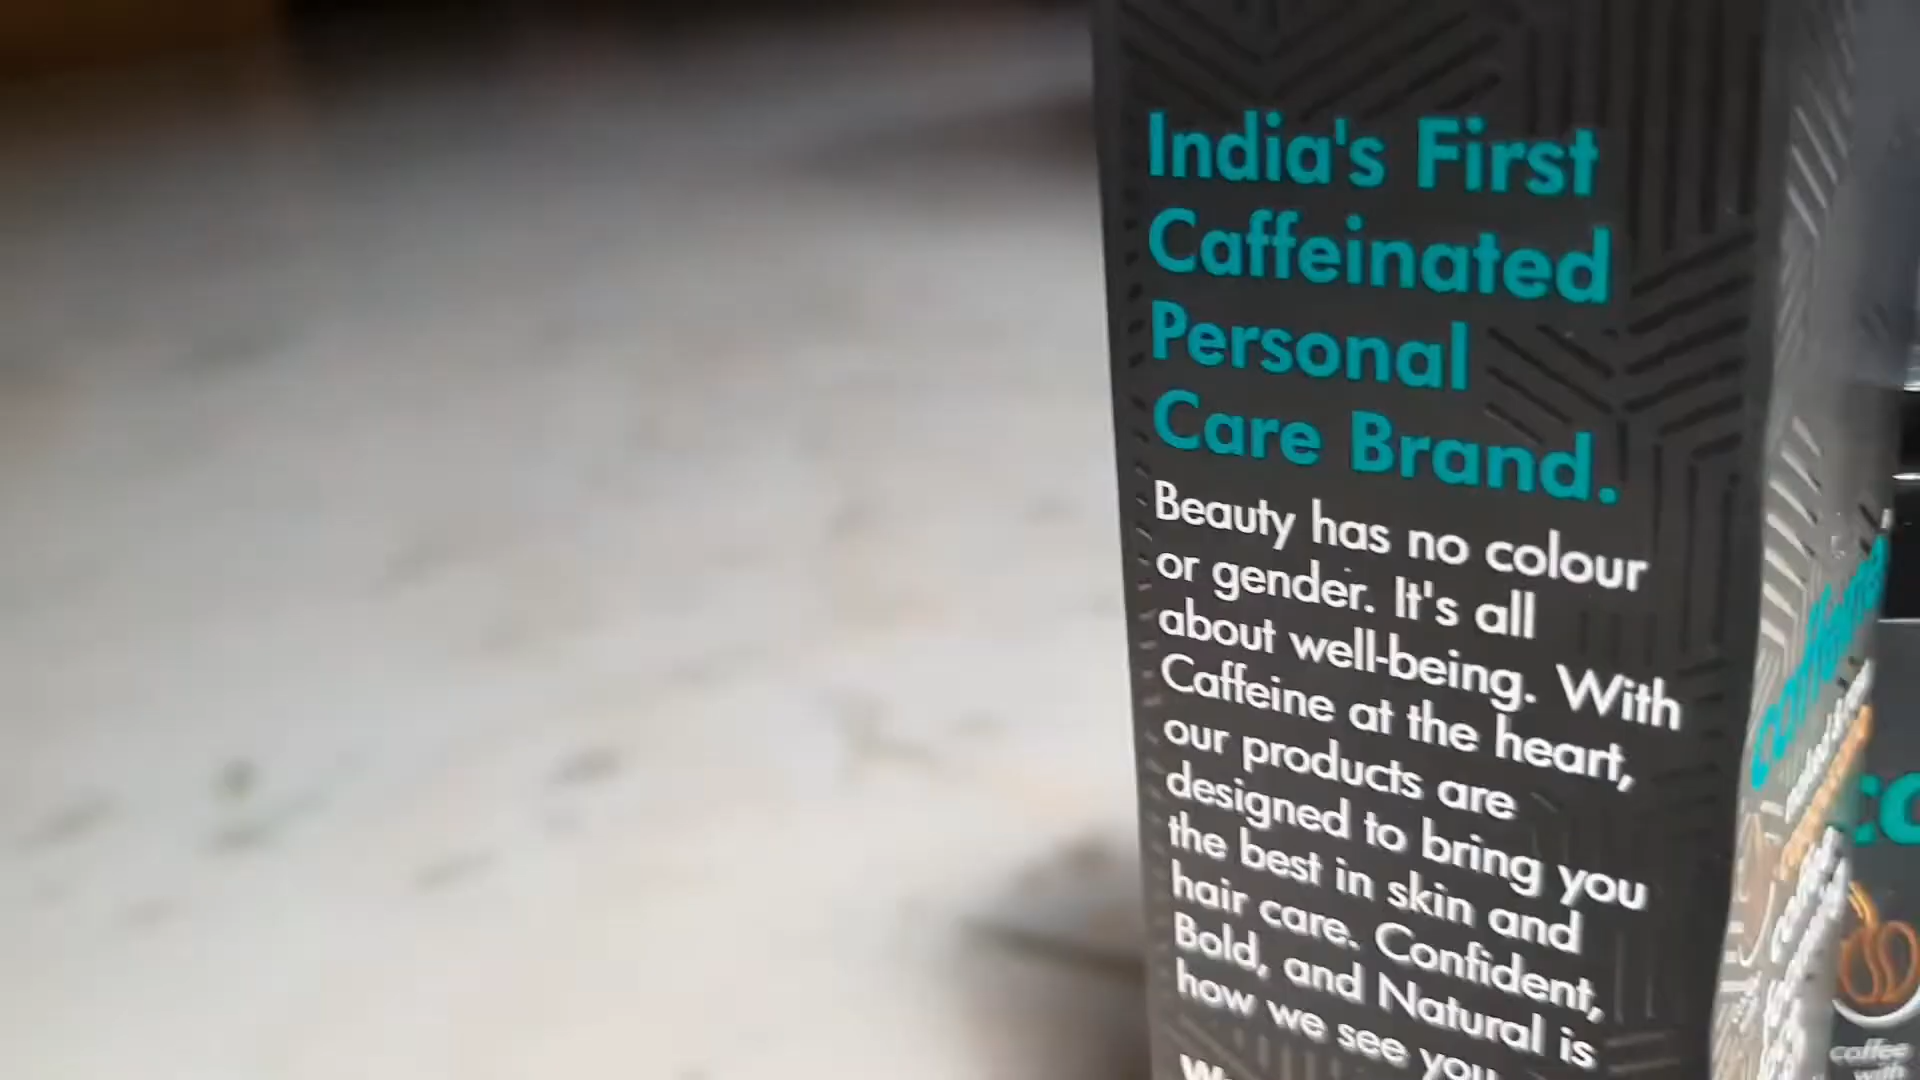 India's First
Caffeinated
Personal
Care Brand.
Beauty has no colour
or gender. It's all
about well-being. With
Caffeine at the heart,
our products are
designed to bring you
the best in skin and
hair care. Confident,
Bold, and Natural is
how we see you
coffee
with